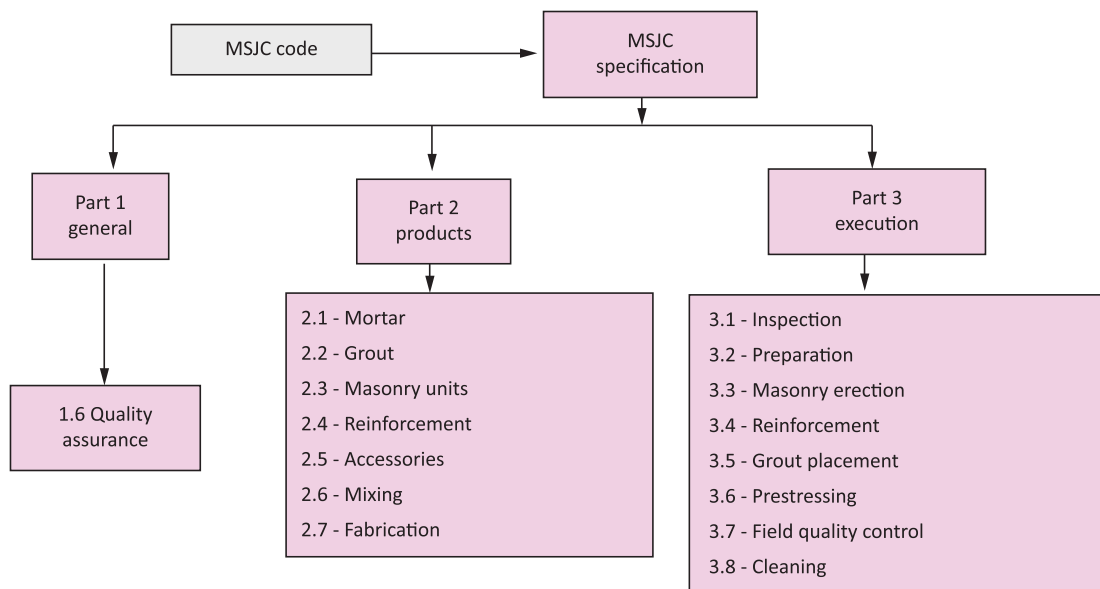 MSJC code
MSJC
specification
Part 1
general
Part 2
products
Part 3
execution
1.6 Quality
assurance
2.1 - Mortar
2.2 - Grout
2.3 - Masonry units
2.4 - Reinforcement
2.5 - Accessories
2.6 - Mixing
2.7 - Fabrication
3.1 - Inspection
3.2 - Preparation
3.3 - Masonry erection
3.4 - Reinforcement
3.5 - Grout placement
3.6 - Prestressing
3.7 - Field quality control
3.8 - Cleaning